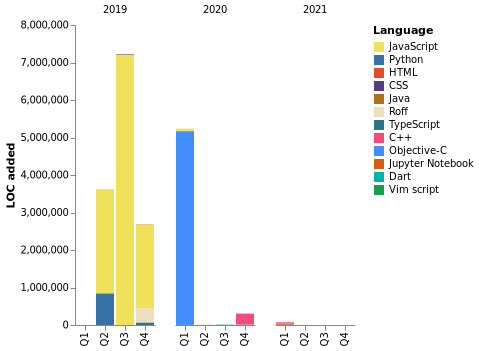 2019 2020 2021
8,000,000
7,000,000
6,000,000
5,000,000
4,000,000
3,000,000
2,000,000
1,000,000
0
LOC added
Q1 Q2 Q3 Q4 Q1 Q2 Q3 Q4 Q1 Q2 Q3 Q4
Language
JavaScript
Python
HTML
CSS
Java
Roff
TypeScript
C++
Objective-C
Jupyter Notebook
Dart
Vim script